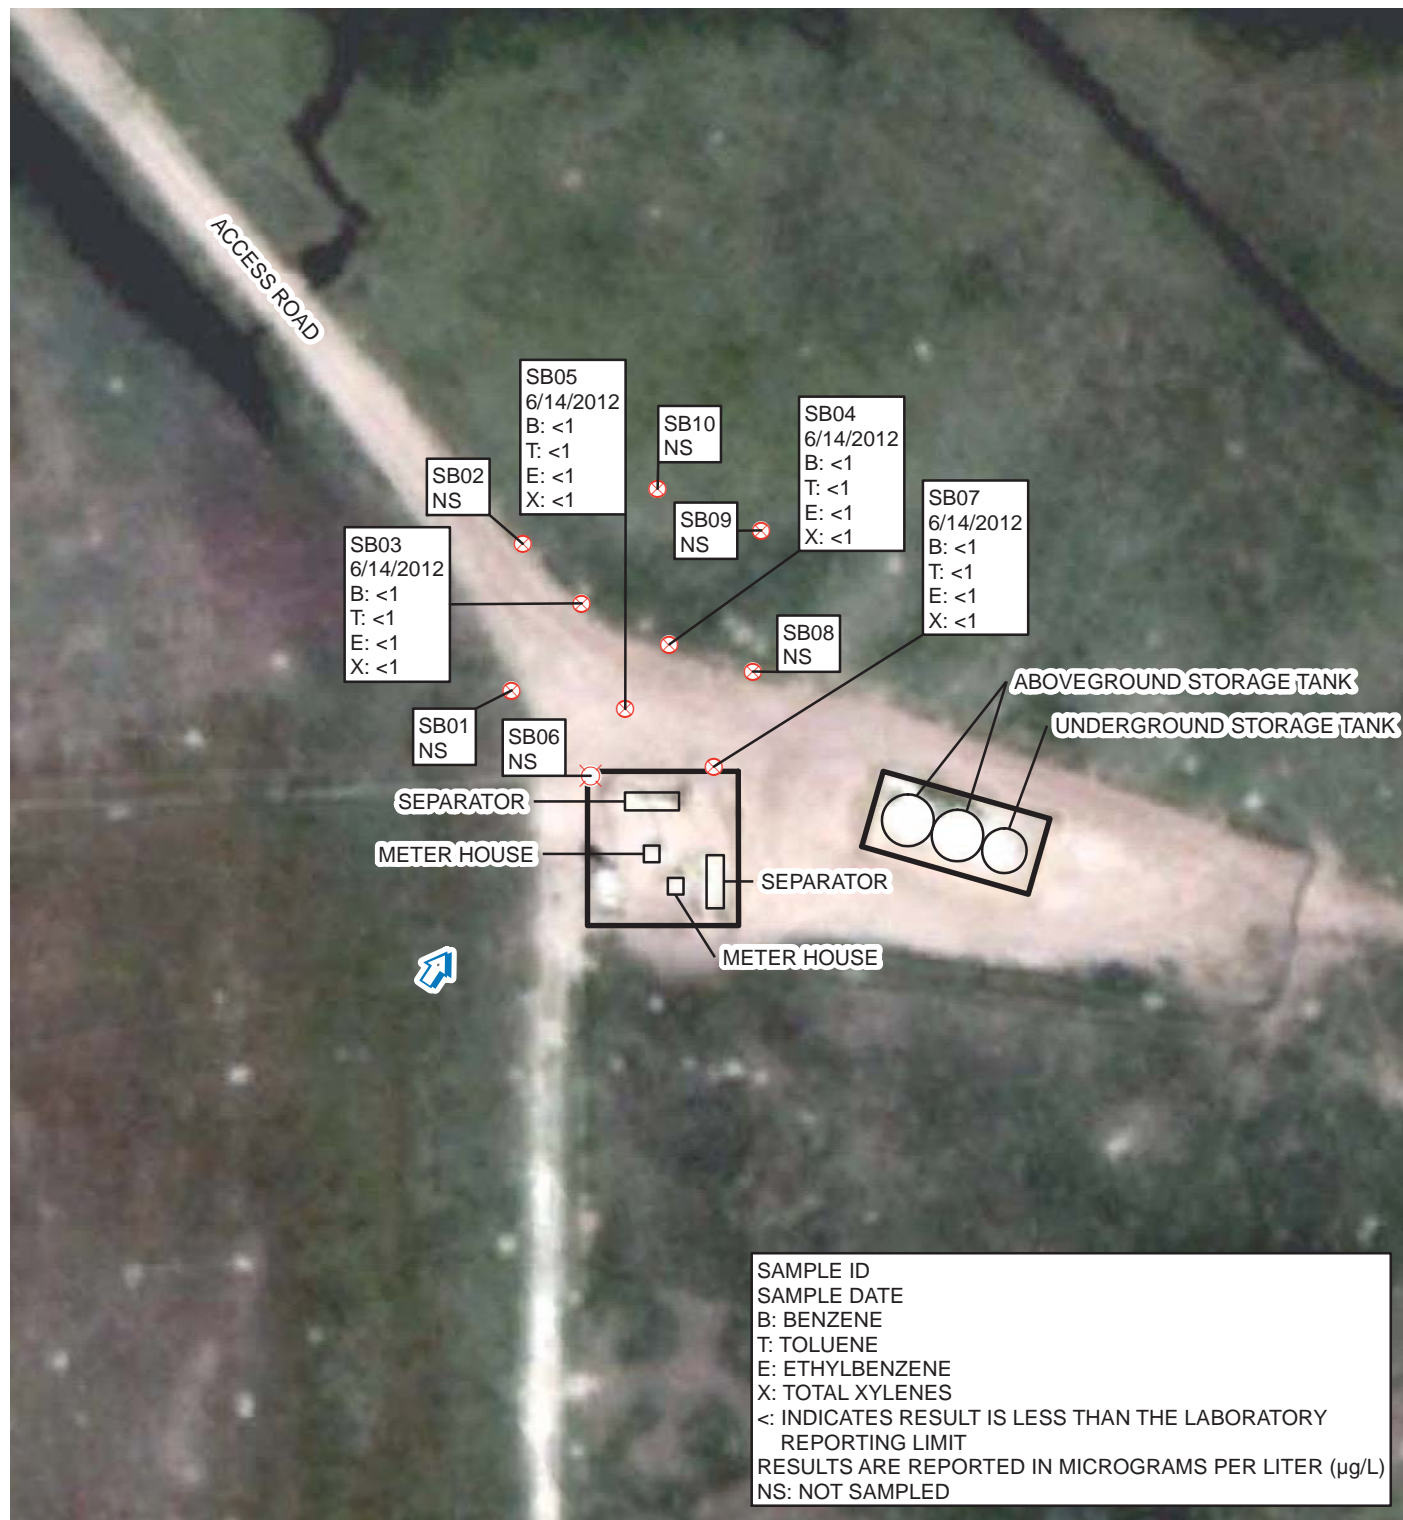 ACCESS ROAD
SB05
6/14/2012
B: <1
T: <1
E: <1
X: <1
SB10
NS
SB04
6/14/2012
B: <1
T: <1
E: <1
X: <1
SB02
NS
SB09
NS
SB07
6/14/2012
B: <1
T: <1
E: <1
X: <1
SB03
6/14/2012
B: <1
T: <1
E: <1
X: <1
SB08
NS
ABOVEGROUND STORAGE TANK
SB01
NS
UNDERGROUND STORAGE TANK
SB06
NS
SEPARATOR
METER HOUSE
SEPARATOR
METER HOUSE
SAMPLE ID
SAMPLE DATE
B: BENZENE
T: TOLUENE
E: ETHYLBENZENE
X: TOTAL XYLENES
<: INDICATES RESULT IS LESS THAN THE LABORATORY
REPORTING LIMIT
RESULTS ARE REPORTED IN MICROGRAMS PER LITER (µg/L)
NS: NOT SAMPLED